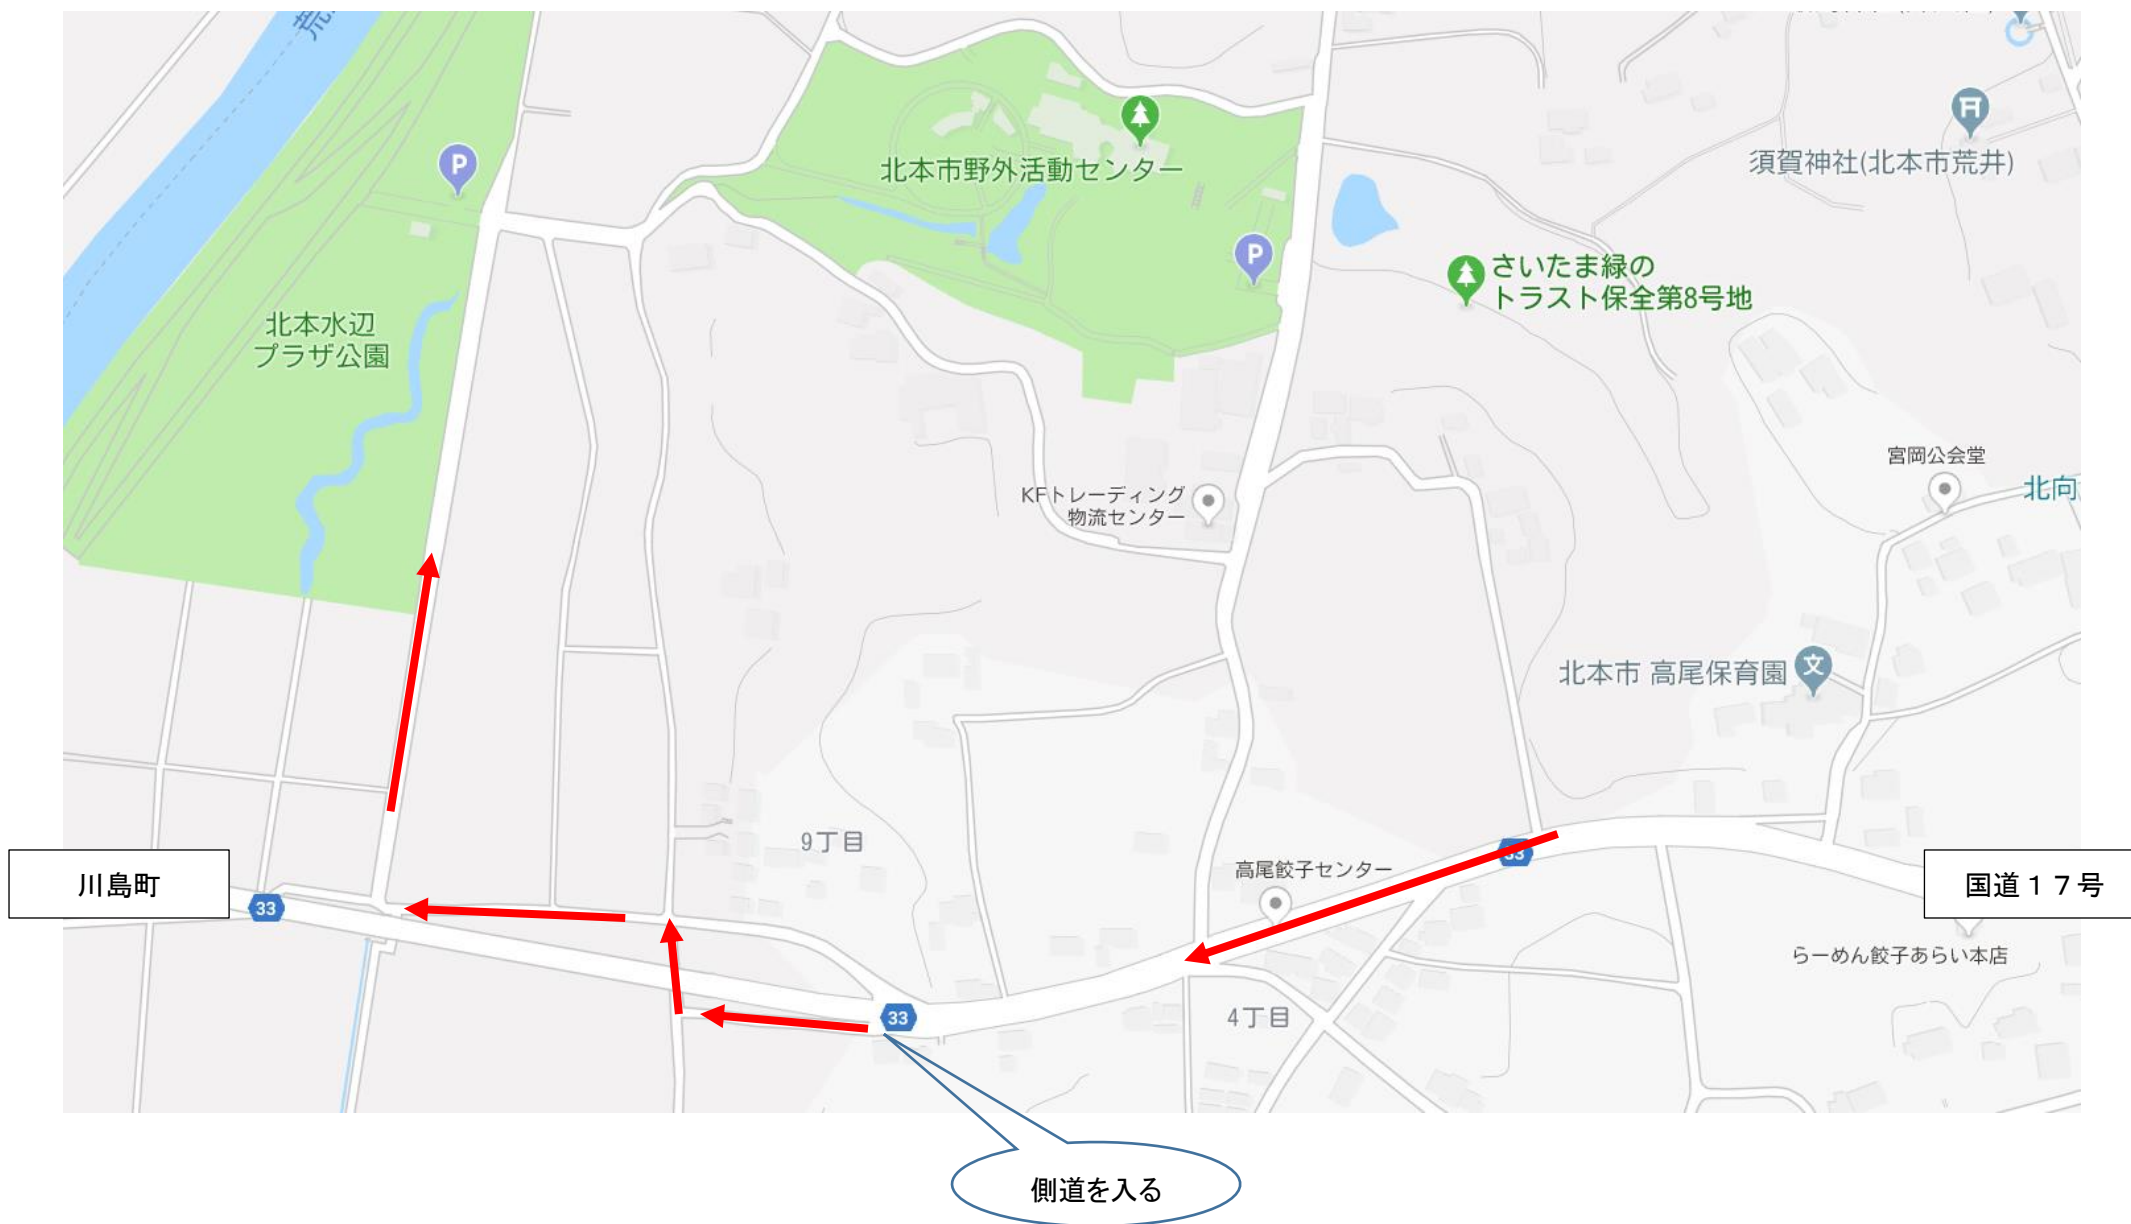 北本市野外活動センター
P
須賀神社(北本市荒井)
P
さいたま緑の
トラスト保全第8号地
北本水辺
プラザ公園
宮岡公会堂
北向
KFトレーディング
物流センター
北本市 高尾保育園
文
9丁目
33
高尾餃子センター
川島町
33
国道17号
らーめん餃子あらい本店
33
4丁目
側道を入る